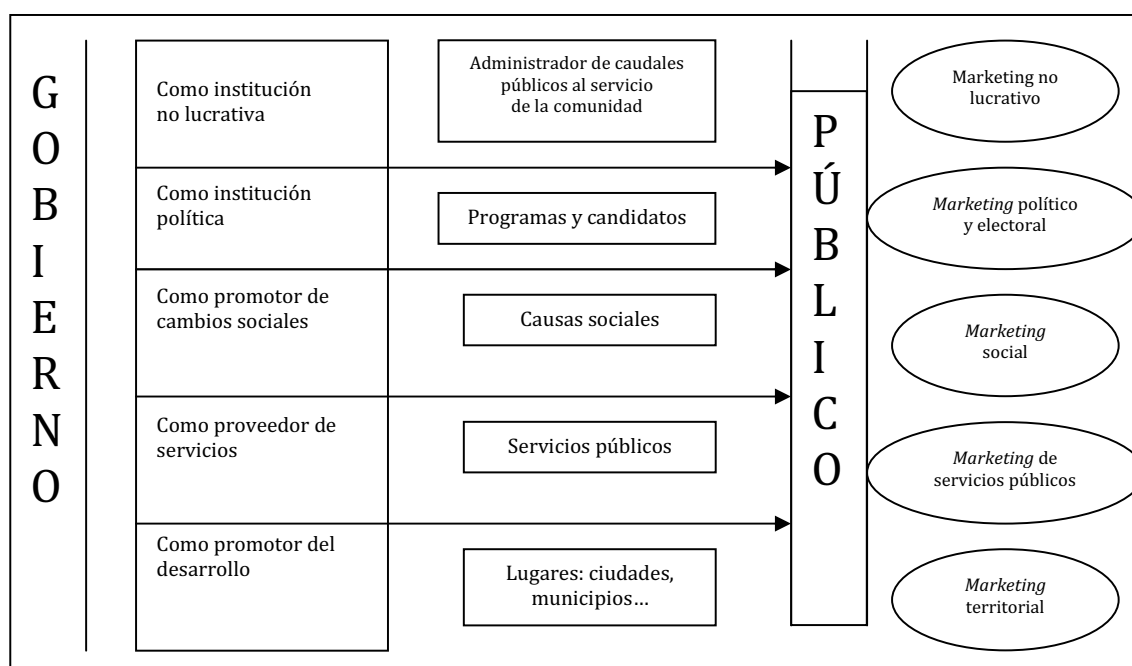 GOBIERNO
Como institución
no lucrativa
Administrador de caudales
públicos al servicio
de la comunidad
PÚBLICO
Marketing no
lucrativo
Como institución
política
Programas y candidatos
Marketing político
y electoral
Como promotor de
cambios sociales
Causas sociales
Marketing
social
Como proveedor de
servicios
Servicios públicos
Marketing de
servicios públicos
Como promotor del
desarrollo
Lugares: ciudades,
municipios…
Marketing
territorial